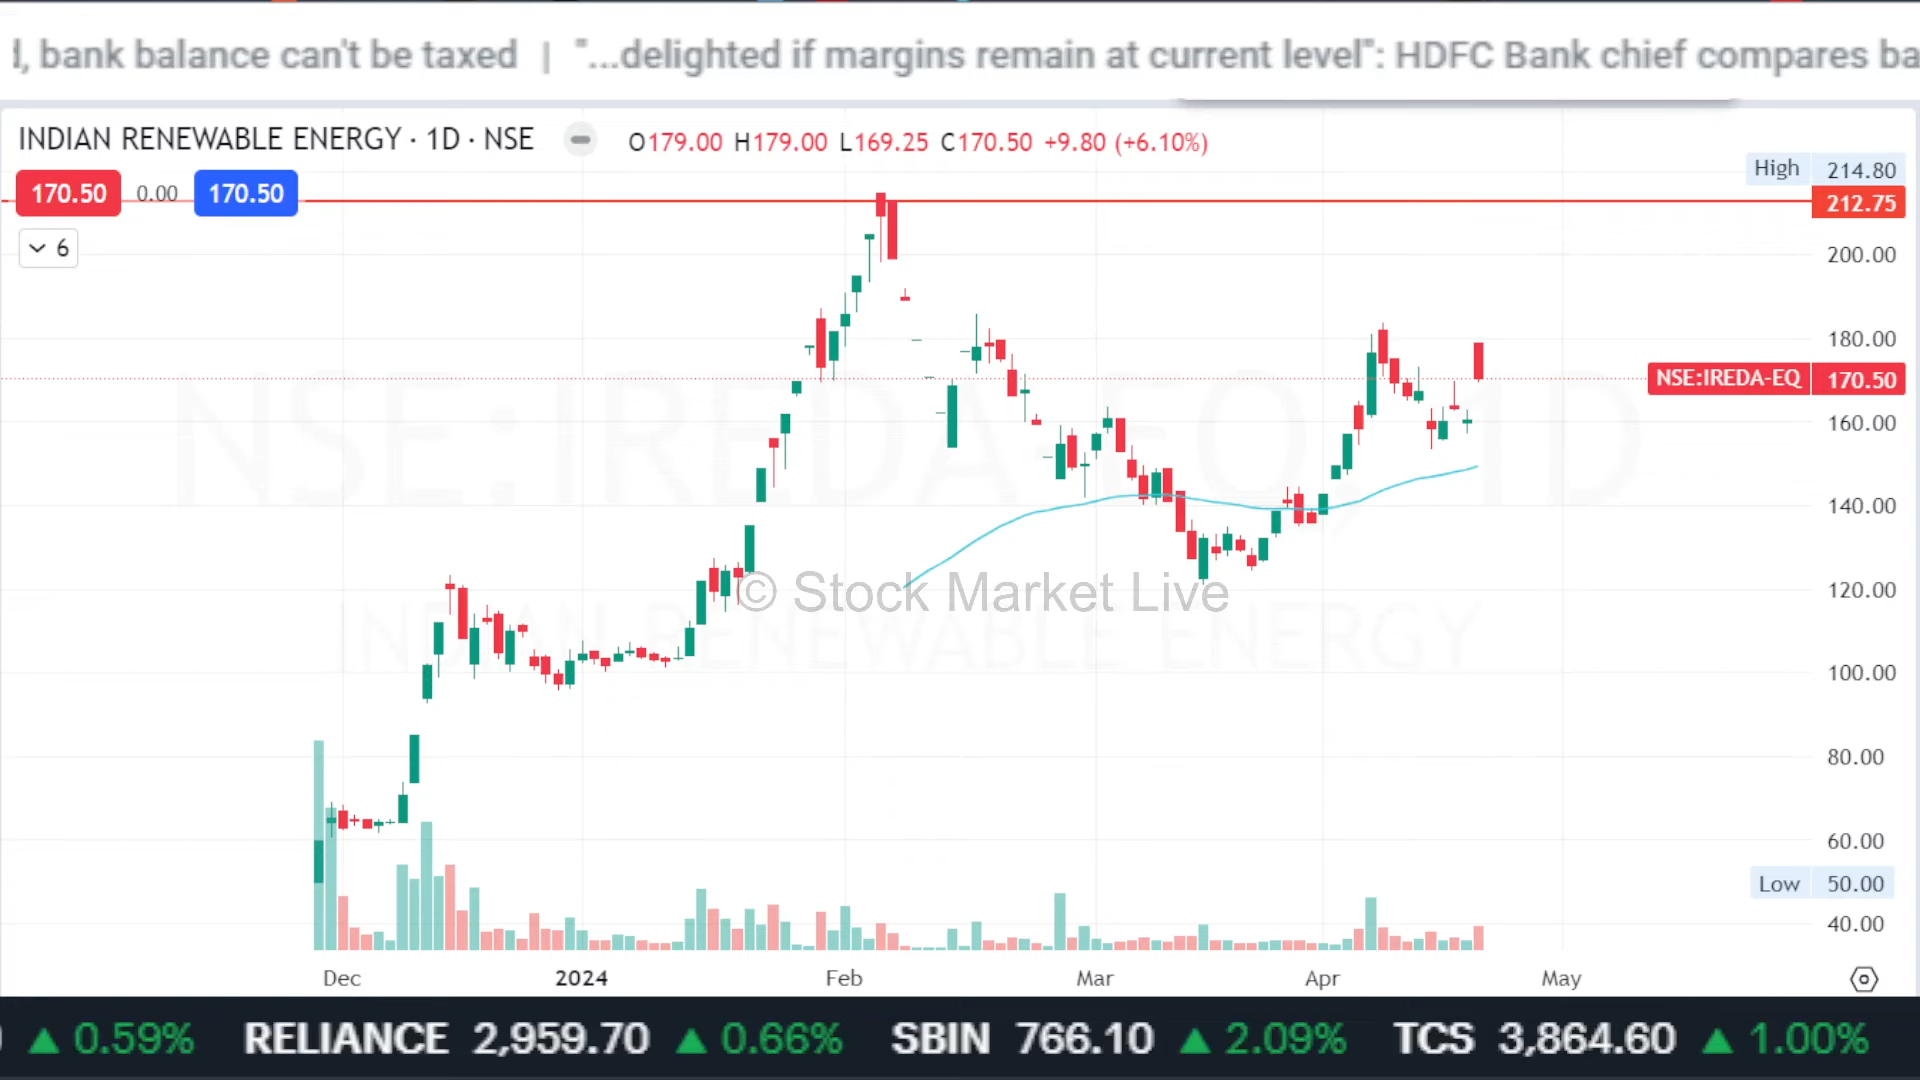 d, bank balance can't be taxed | "...delighted if margins remain at current level": HDFC Bank chief compares ba
INDIAN RENEWABLE ENERGY · 1D · NSE O179.00 H179.00 L169.25 C170.50 +9.80 (+6.10%)
High 214.80
170.50 0.00 170.50
212.75
6
200.00
180.00
NSE:IREDA-EQ 170.50
160.00
NSE:IREDA-EQ, 1D
140.00
120.00
© Stock Market Live
INDIAN RENEWABLE ENERGY
100.00
80.00
60.00
Low 50.00
40.00
Dec 2024 Feb Mar Apr May
▲ 0.59% RELIANCE 2,959.70 ▲ 0.66% SBIN 766.10 ▲ 2.09% TCS 3,864.60 ▲ 1.00%